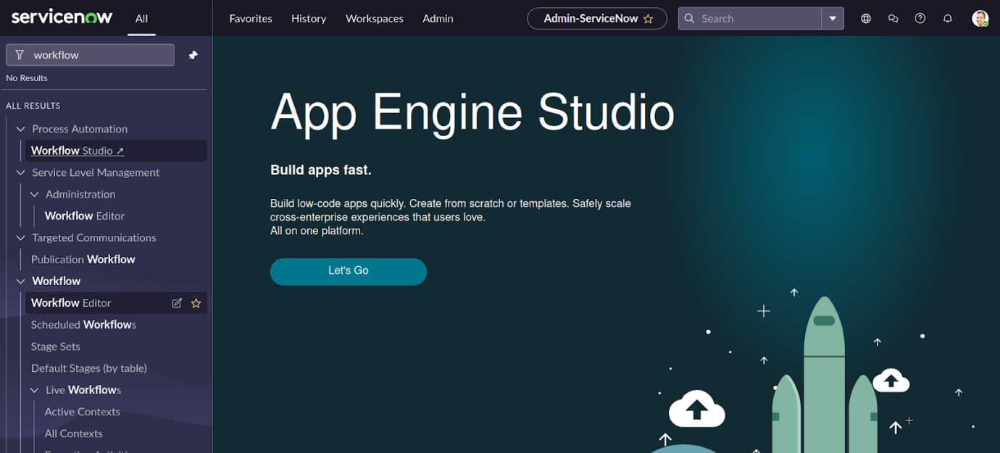 servicenow
All
Favorites
History
Workspaces
Admin
Admin-ServiceNow
Search
workflow
No Results
ALL RESULTS
Process Automation
Workflow Studio ↗
Service Level Management
Administration
Workflow Editor
Targeted Communications
Publication Workflow
Workflow
Workflow Editor
Scheduled Workflows
Stage Sets
Default Stages (by table)
Live Workflows
Active Contexts
All Contexts
App Engine Studio
Build apps fast.
Build low-code apps quickly. Create from scratch or templates. Safely scale
cross-enterprise experiences that users love.
All on one platform.
Let's Go